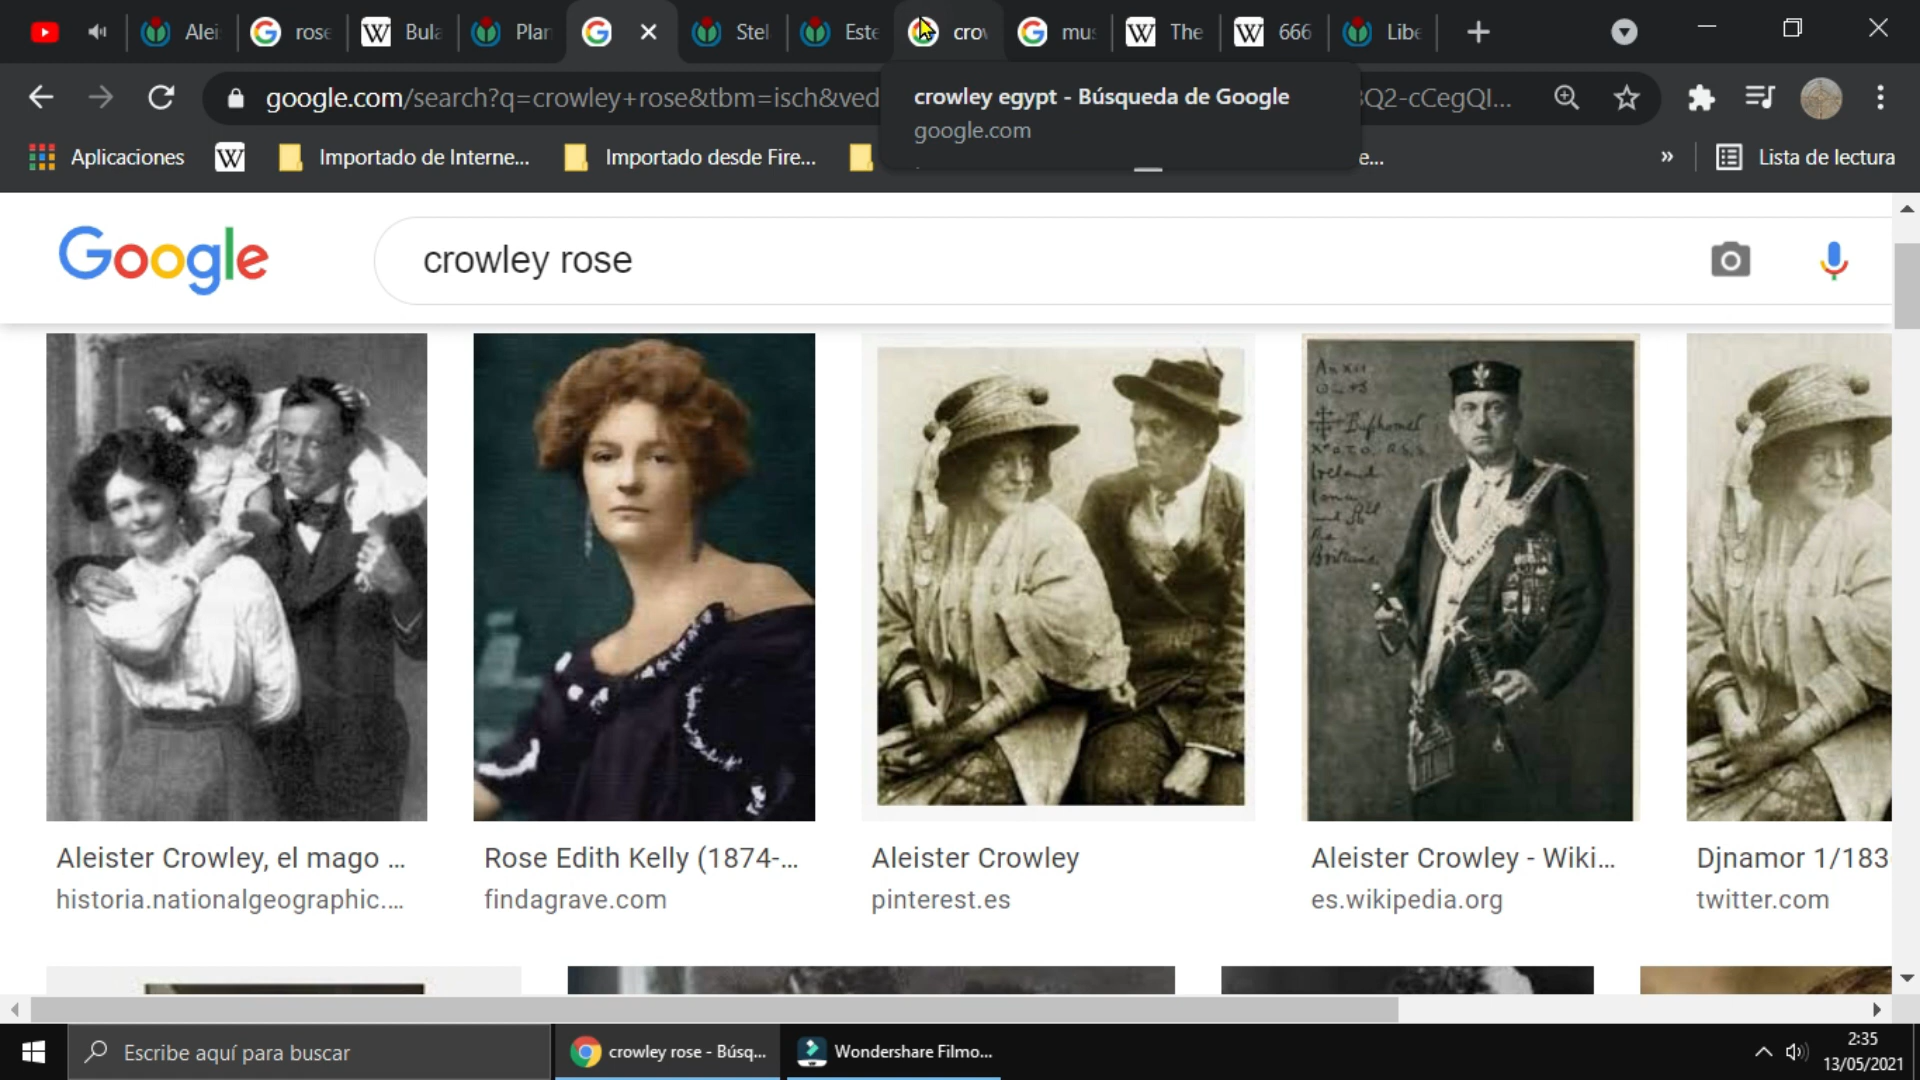 Alei
rose
Bula
Plan
Stel
Este
crow
mus
The
666
Libe
google.com/search?q=crowley+rose&tbm=isch&ved
3Q2-cCegQI...
crowley egypt - Búsqueda de Google
google.com
Aplicaciones
Importado de Interne...
Importado desde Fire...
e...
»
Lista de lectura
Google
crowley rose
Aleister Crowley, el mago ...
Rose Edith Kelly (1874-...
Aleister Crowley
Aleister Crowley - Wiki...
Djnamor 1/183
historia.nationalgeographic....
findagrave.com
pinterest.es
es.wikipedia.org
twitter.com
Escribe aquí para buscar
crowley rose - Búsq...
Wondershare Filmo...
2:35
13/05/2021